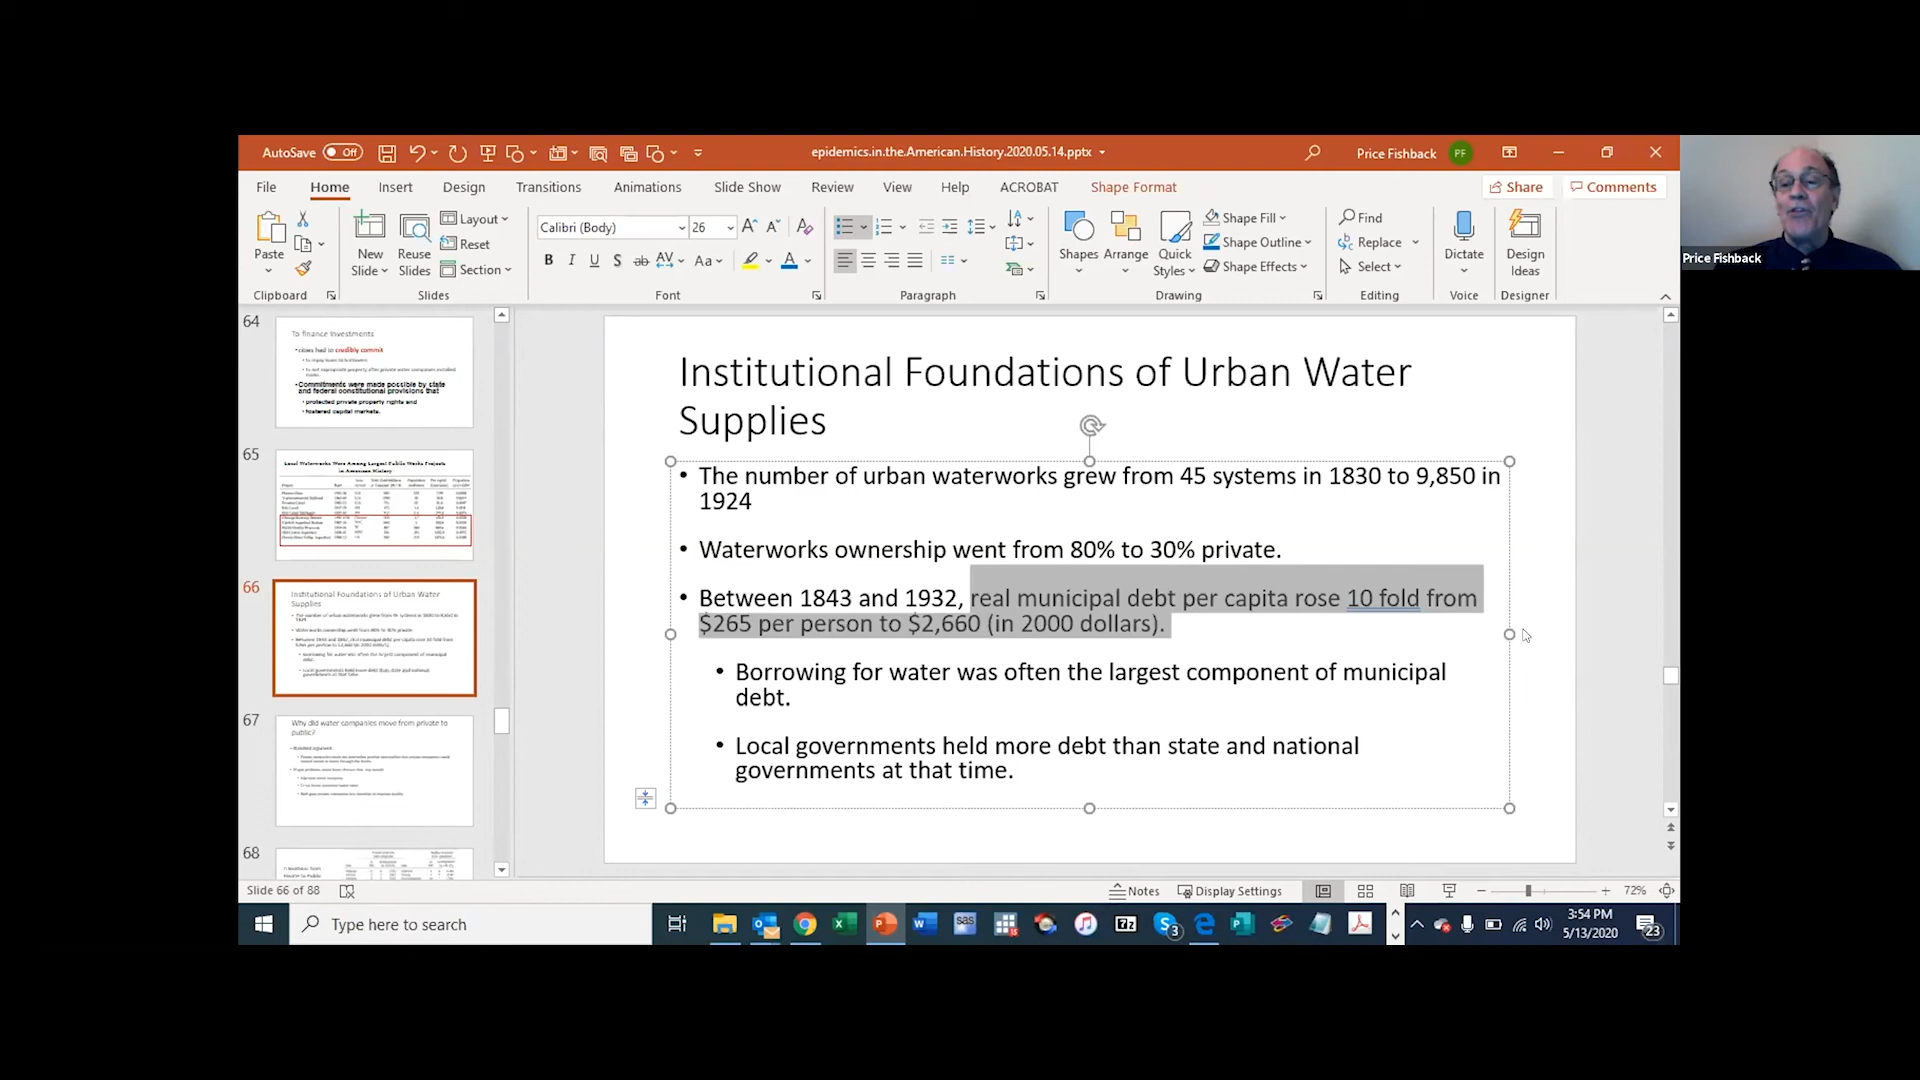 AutoSave Off
epidemics.in.the.American.History.2020.05.14.pptx
Price Fishback PF
File Home Insert Design Transitions Animations Slide Show Review View Help ACROBAT Shape Format Share Comments
Paste
Clipboard
New Slide
Reuse Slides
Layout
Reset
Section
Slides
Calibri (Body) 26
Font
Paragraph
Shapes
Arrange
Quick Styles
Shape Fill
Shape Outline
Shape Effects
Drawing
Find
Replace
Select
Editing
Dictate
Voice
Design Ideas
Designer
Price Fishback
64
To finance investments
cities had to credibly commit
Commitments were made possible by state
and federal constitutional provisions that
protected private property rights and
fostered capital markets.
65
Local Waterworks Were Among Largest Public Works Projects
in American History
66
Institutional Foundations of Urban Water
Supplies
67
Why did water companies move from private to
public?
68
Institutional Foundations of Urban Water
Supplies
• The number of urban waterworks grew from 45 systems in 1830 to 9,850 in
1924
• Waterworks ownership went from 80% to 30% private.
• Between 1843 and 1932, real municipal debt per capita rose 10 fold from
$265 per person to $2,660 (in 2000 dollars).
• Borrowing for water was often the largest component of municipal
debt.
• Local governments held more debt than state and national
governments at that time.
Slide 66 of 88
Notes
Display Settings
72%
Type here to search
3:54 PM
5/13/2020
23